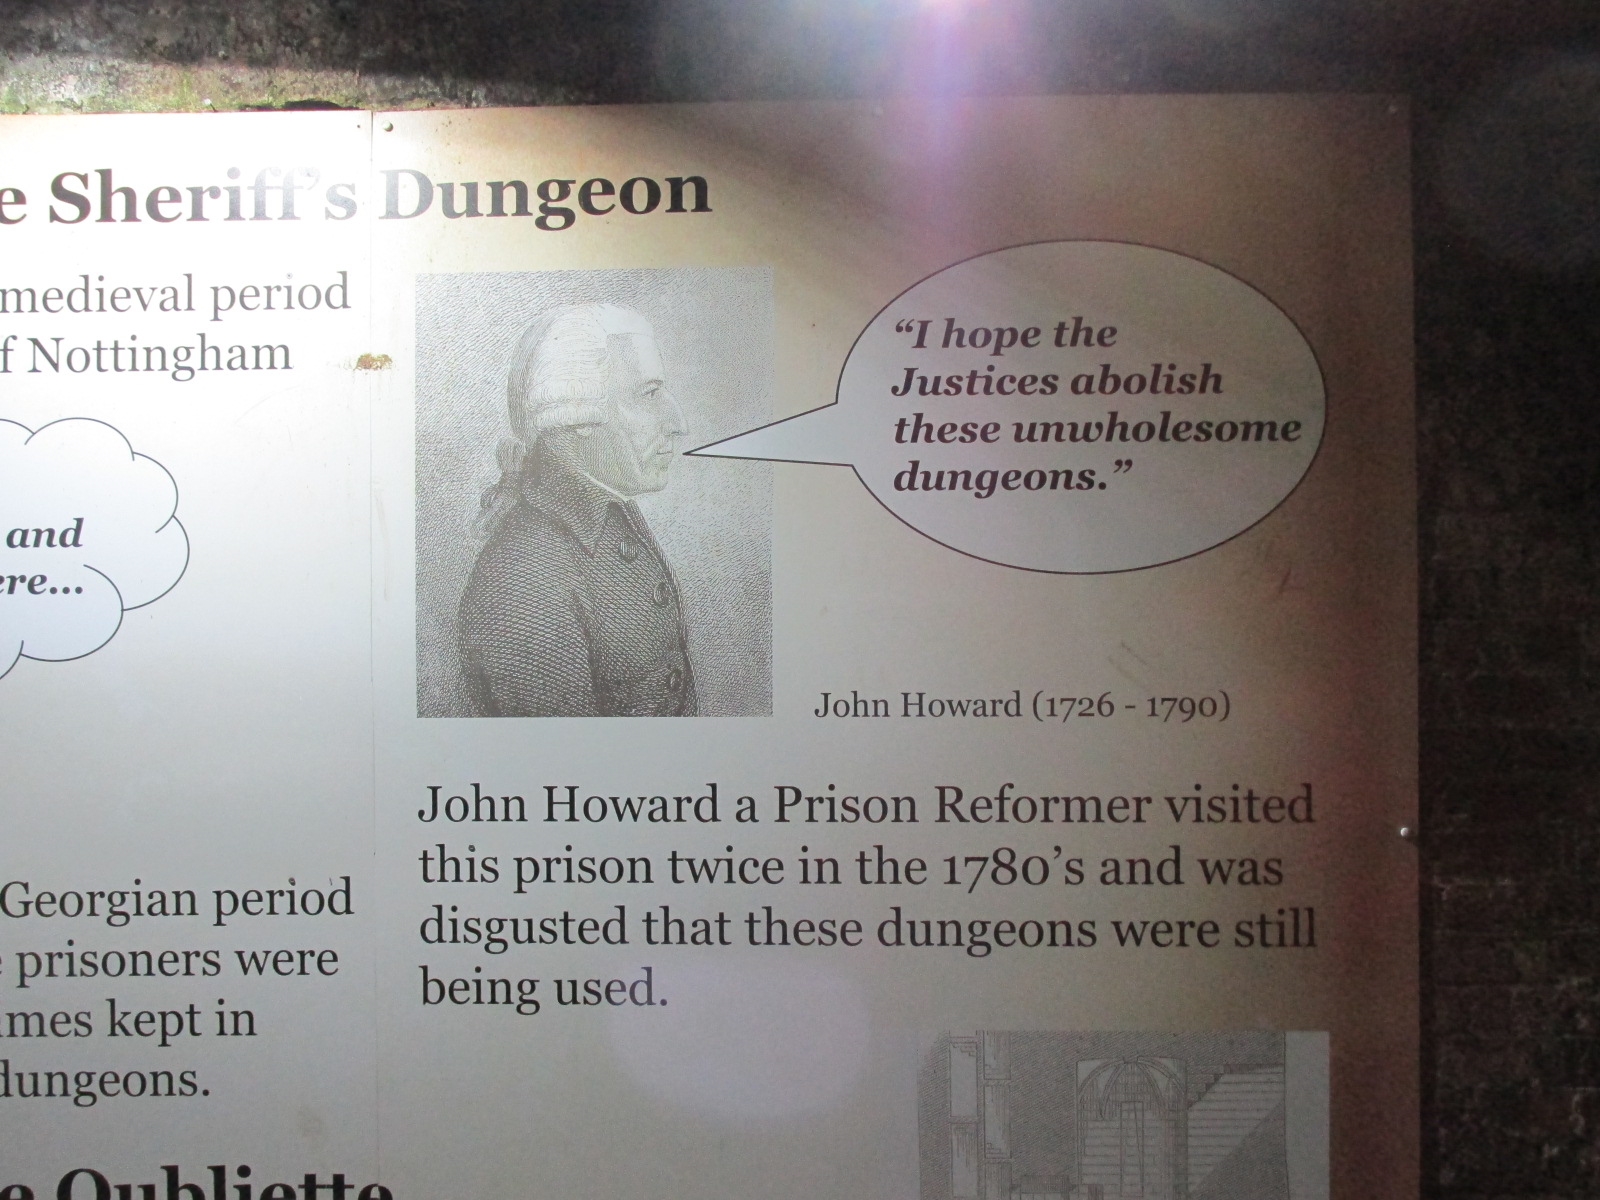 e Sheriff's Dungeon
medieval period
f Nottingham
and
ere...
Georgian period
e prisoners were
mes kept in
dungeons.
e Oubliette
"I hope the
Justices abolish
these unwholesome
dungeons."
John Howard (1726 - 1790)
John Howard a Prison Reformer visited
this prison twice in the 1780's and was
disgusted that these dungeons were still
being used.